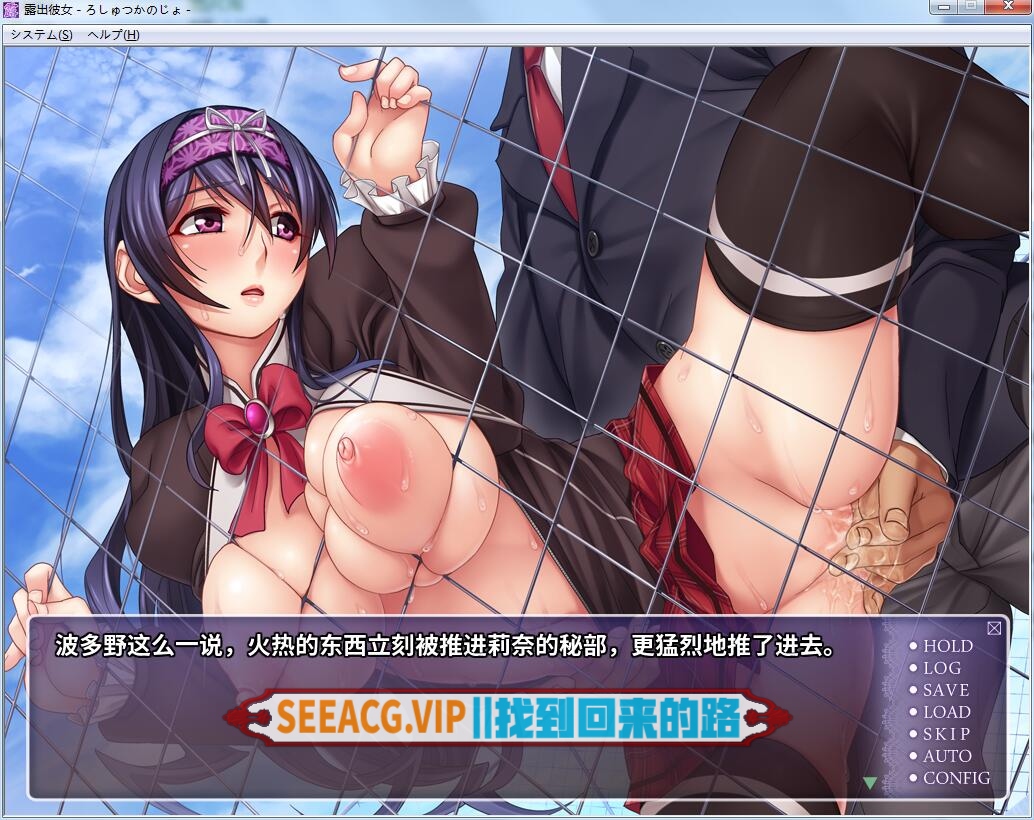 露出彼女 - ろしゅつかのじょ -
システム(S) ヘルプ(H)
波多野这么一说，火热的东西立刻被推进莉奈的秘部，更猛烈地推了进去。
SEEACG.VIP||找到回来的路
HOLD
LOG
SAVE
LOAD
SKIP
AUTO
CONFIG